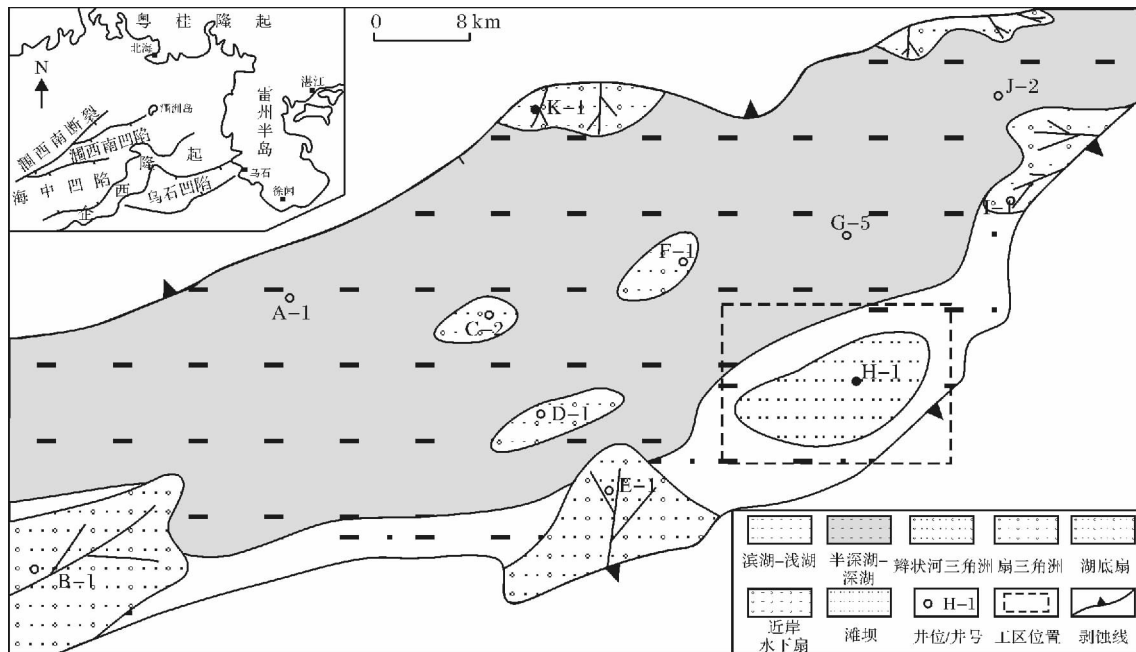 粤桂隆起
北海
N
湛江
涠洲岛
雷州半岛
涠西南断裂
涠西南凹陷
海中凹陷
企西隆起
乌石凹陷
乌石
徐闻
0 8 km
K-1
J-2
I-1
G-5
F-1
A-1
C-2
H-1
D-1
E-1
B-1
滨湖-浅湖
半深湖-
深湖
辫状河三角洲
扇三角洲
湖底扇
H-1
近岸
水下扇
滩坝
井位/井号
工区位置
剥蚀线